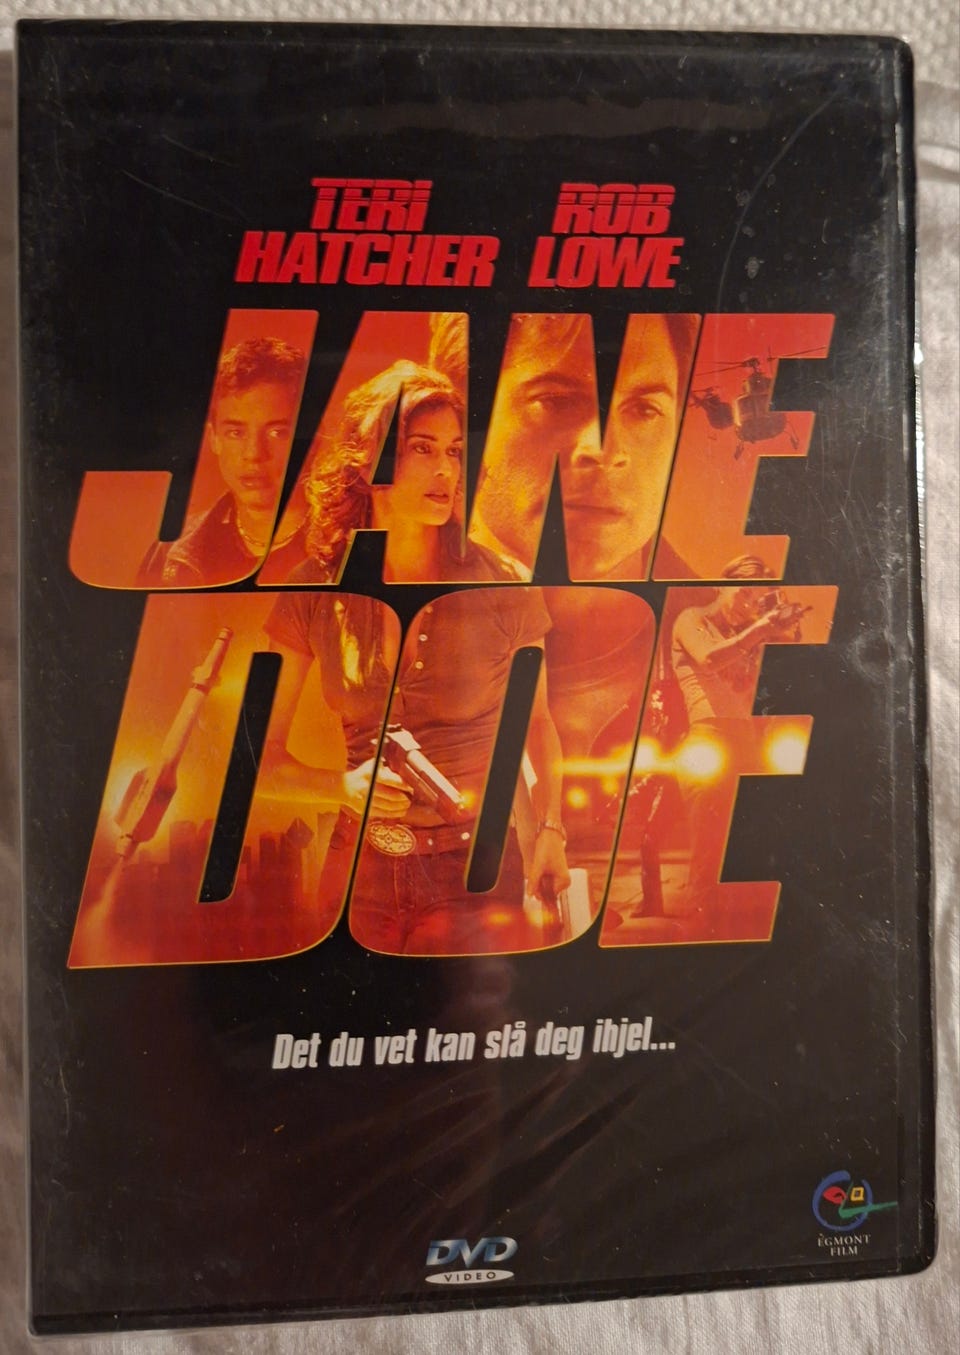 TERI ROB
HATCHER LOWE
JANE
DOE
Det du vet kan slå deg ihjel...
DVD
VIDEO
EGMONT
FILM